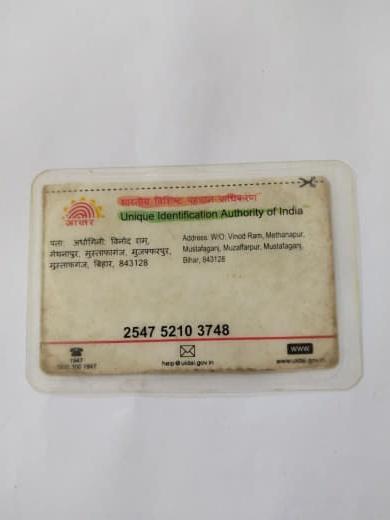 भारतीय विशिष्ट पहचान प्राधिकरण
Unique Identification Authority of India
आधार
पता: अर्धांगिनी: विनोद राम,
मेथनापुर, मुस्तफागंज, मुजफ्फरपुर,
मुस्तफागंज, बिहार, 843128
Address: W/O: Vinod Ram, Methanapur,
Mustafaganj, Muzaffarpur, Mustafaganj,
Bihar, 843128
2547 5210 3748
1947
1800 300 1947
help@uidai.gov.in
www
www.uidai.gov.in